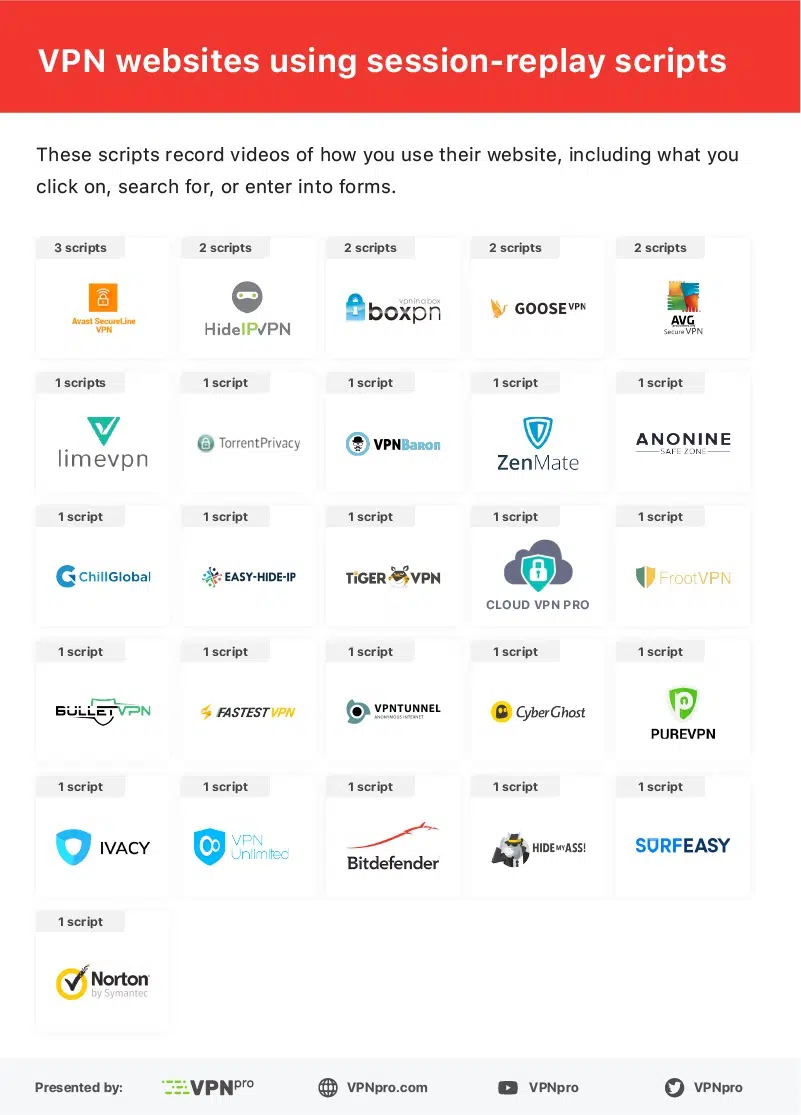 VPN websites using session-replay scripts
These scripts record videos of how you use their website, including what you
click on, search for, or enter into forms.
3 scripts
Avast SecureLine
VPN
2 scripts
HideIPVPN
2 scripts
vpninabox
boxpn
2 scripts
GOOSE VPN
2 scripts
AVG
Secure VPN
1 scripts
limevpn
1 script
TorrentPrivacy
1 script
VPNBaron
1 script
ZenMate
1 script
ANONINE
SAFE ZONE
1 script
ChillGlobal
1 script
EASY-HIDE-IP
1 script
TiGER VPN
1 script
CLOUD VPN PRO
1 script
FrootVPN
1 script
BULLETVPN
1 script
FASTEST VPN
1 script
VPNTUNNEL
ANONYMOUS INTERNET
1 script
CyberGhost
1 script
PUREVPN
1 script
IVACY
1 script
VPN
Unlimited
1 script
Bitdefender
1 script
HIDE MY ASS!
1 script
SURFEASY
1 script
Norton
by Symantec
Presented by:
VPNpro
VPNpro.com
VPNpro
VPNpro